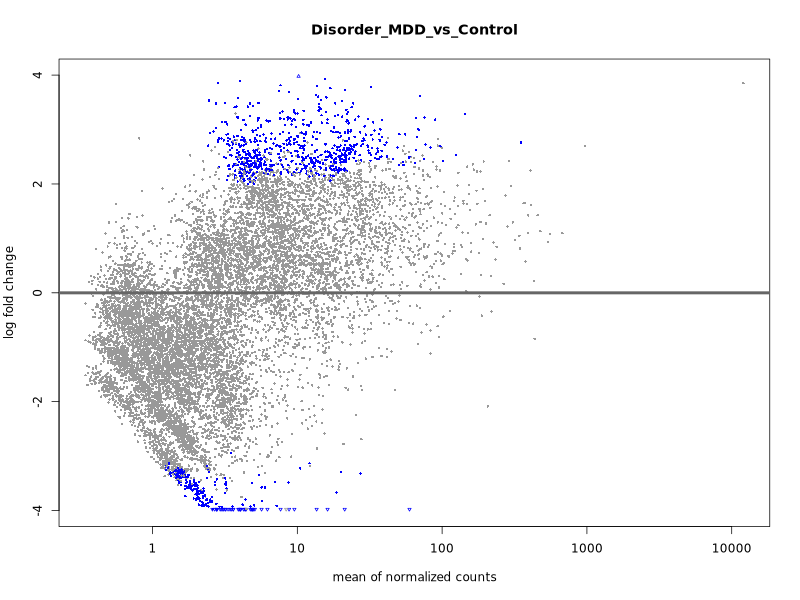 Disorder_MDD_vs_Control
4
2
0
-2
-4
log fold change
1 10 100 1000 10000
mean of normalized counts